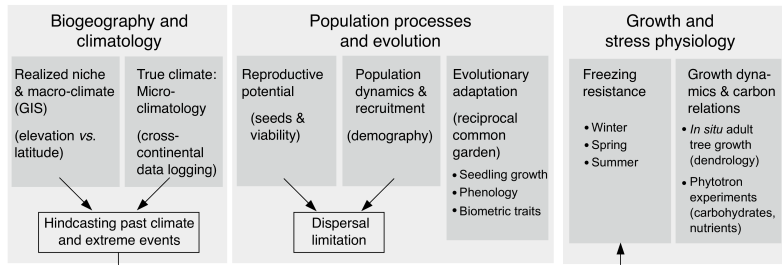 Biogeography and
climatology
Realized niche
& macro-climate
(GIS)
(elevation vs.
latitude)
True climate:
Micro-
climatology
(cross-
continental
data logging)
Hindcasting past climate
and extreme events
Population processes
and evolution
Reproductive
potential
(seeds &
viability)
Population
dynamics &
recruitment
(demography)
Evolutionary
adaptation
(reciprocal
common
garden)
• Seedling growth
• Phenology
• Biometric traits
Dispersal
limitation
Growth and
stress physiology
Freezing
resistance
• Winter
• Spring
• Summer
Growth dyna-
mics & carbon
relations
• In situ adult
tree growth
(dendrology)
• Phytotron
experiments
(carbohydrates,
nutrients)